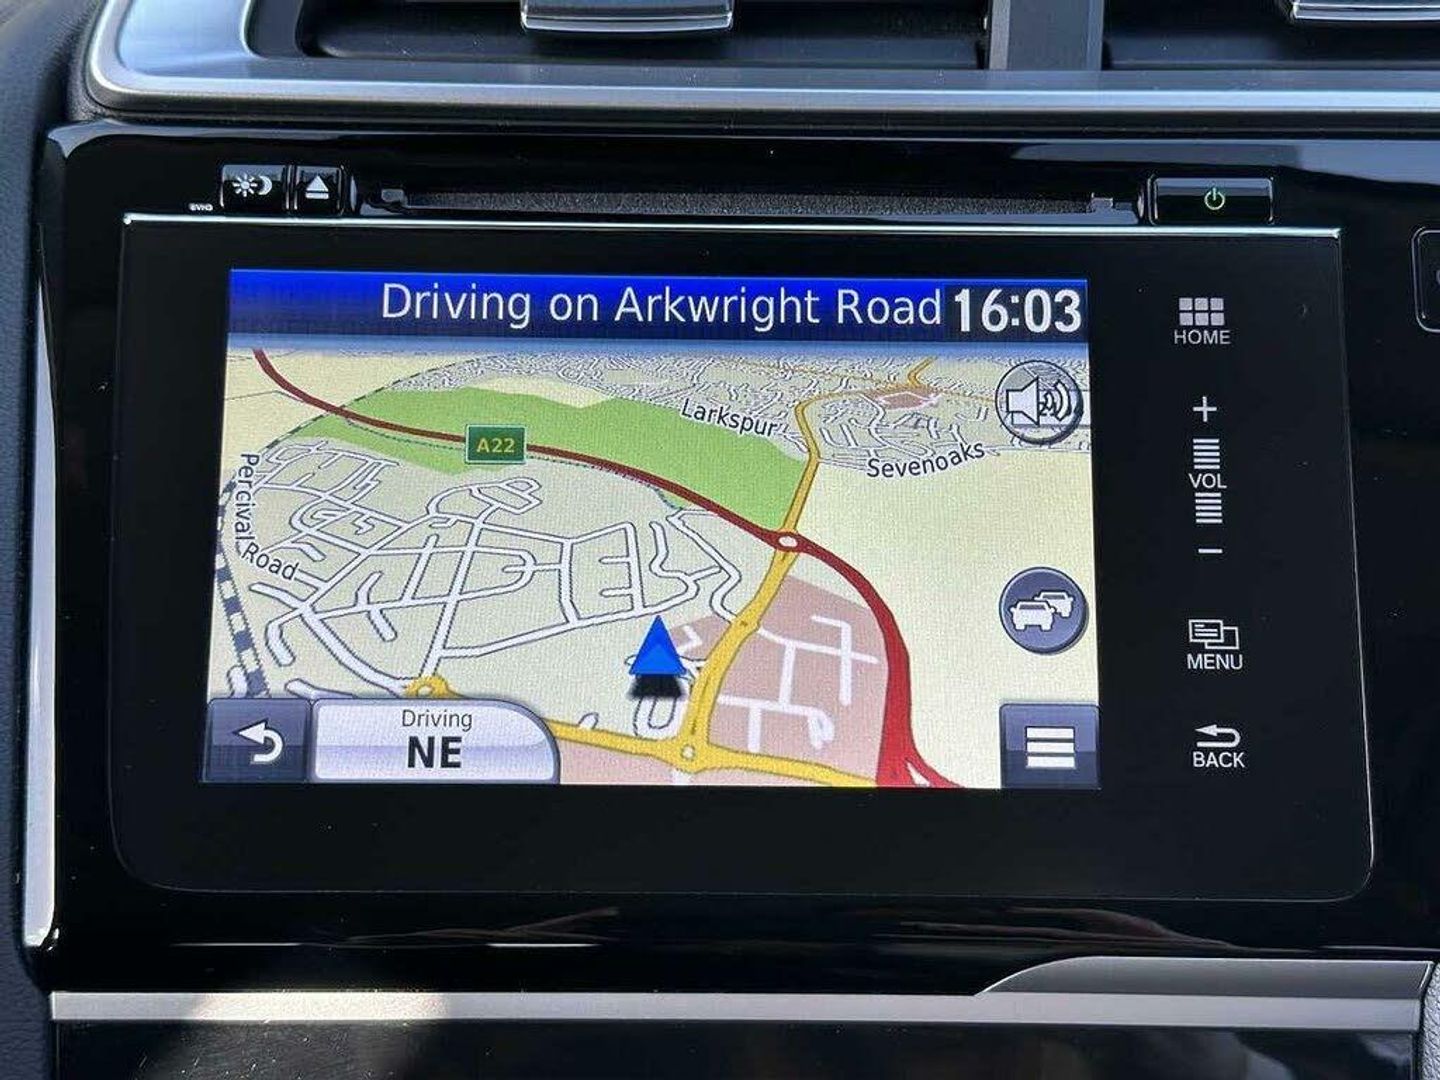 Driving on Arkwright Road 16:03
HOME
Larkspur
A22
Sevenoaks
Percival Road
+
VOL
−
MENU
Driving
NE
BACK